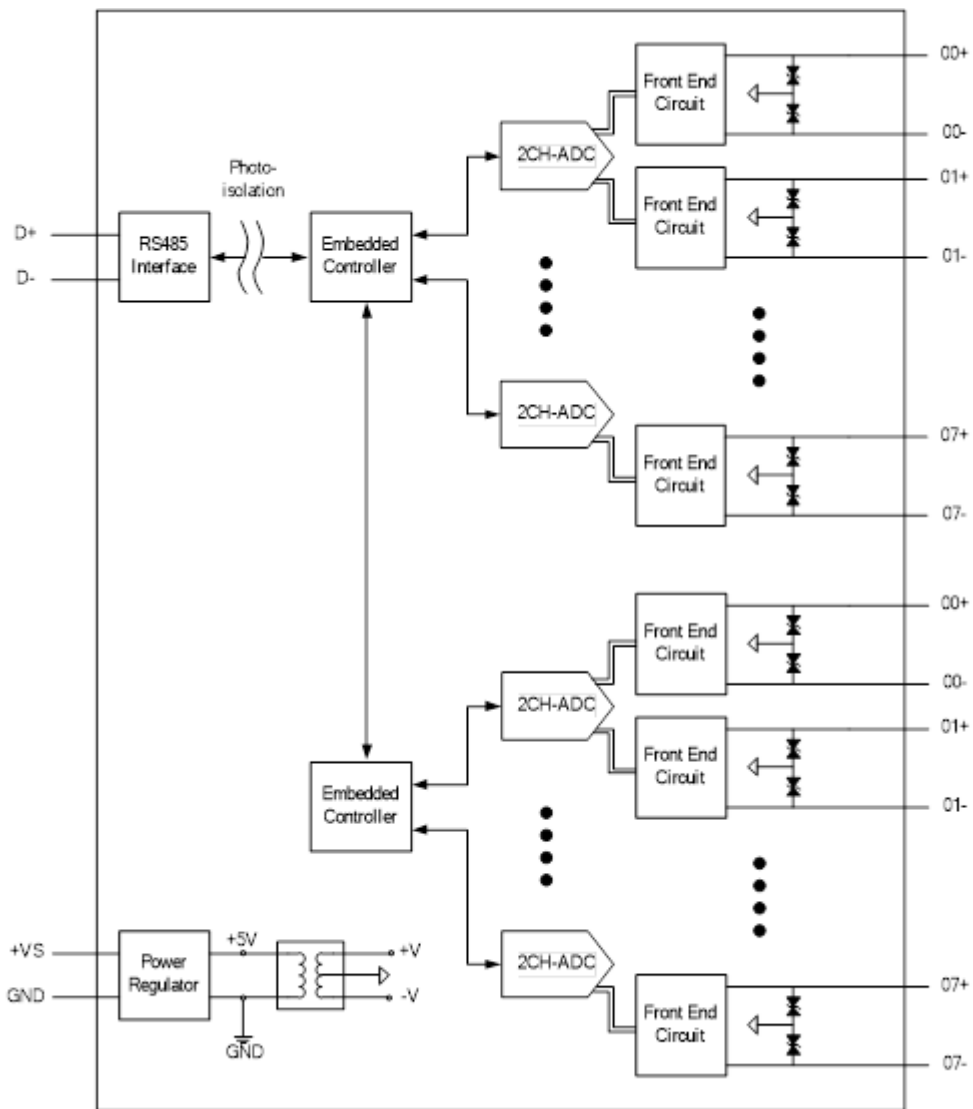 00+
Front End
Circuit
00-
2CH-ADC
01+
Front End
Circuit
01-
Photo-
isolation
D+
D-
RS485
Interface
Embedded
Controller
2CH-ADC
07+
Front End
Circuit
07-
00+
Front End
Circuit
00-
2CH-ADC
01+
Front End
Circuit
01-
Embedded
Controller
+VS
GND
Power
Regulator
+5V
GND
+V
-V
2CH-ADC
07+
Front End
Circuit
07-